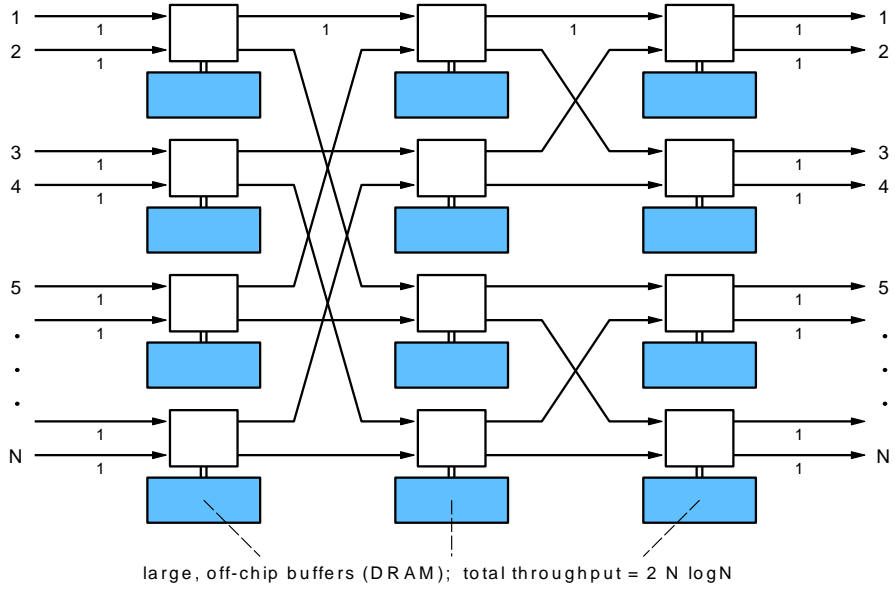 1 1 1 1 1 1
2 1 1 2
3 1 1 3
4 1 1 4
5 1 1 5
1 1
. .
. .
. .
1 1
N 1 1 N
large, off-chip buffers (DRAM); total throughput = 2 N logN